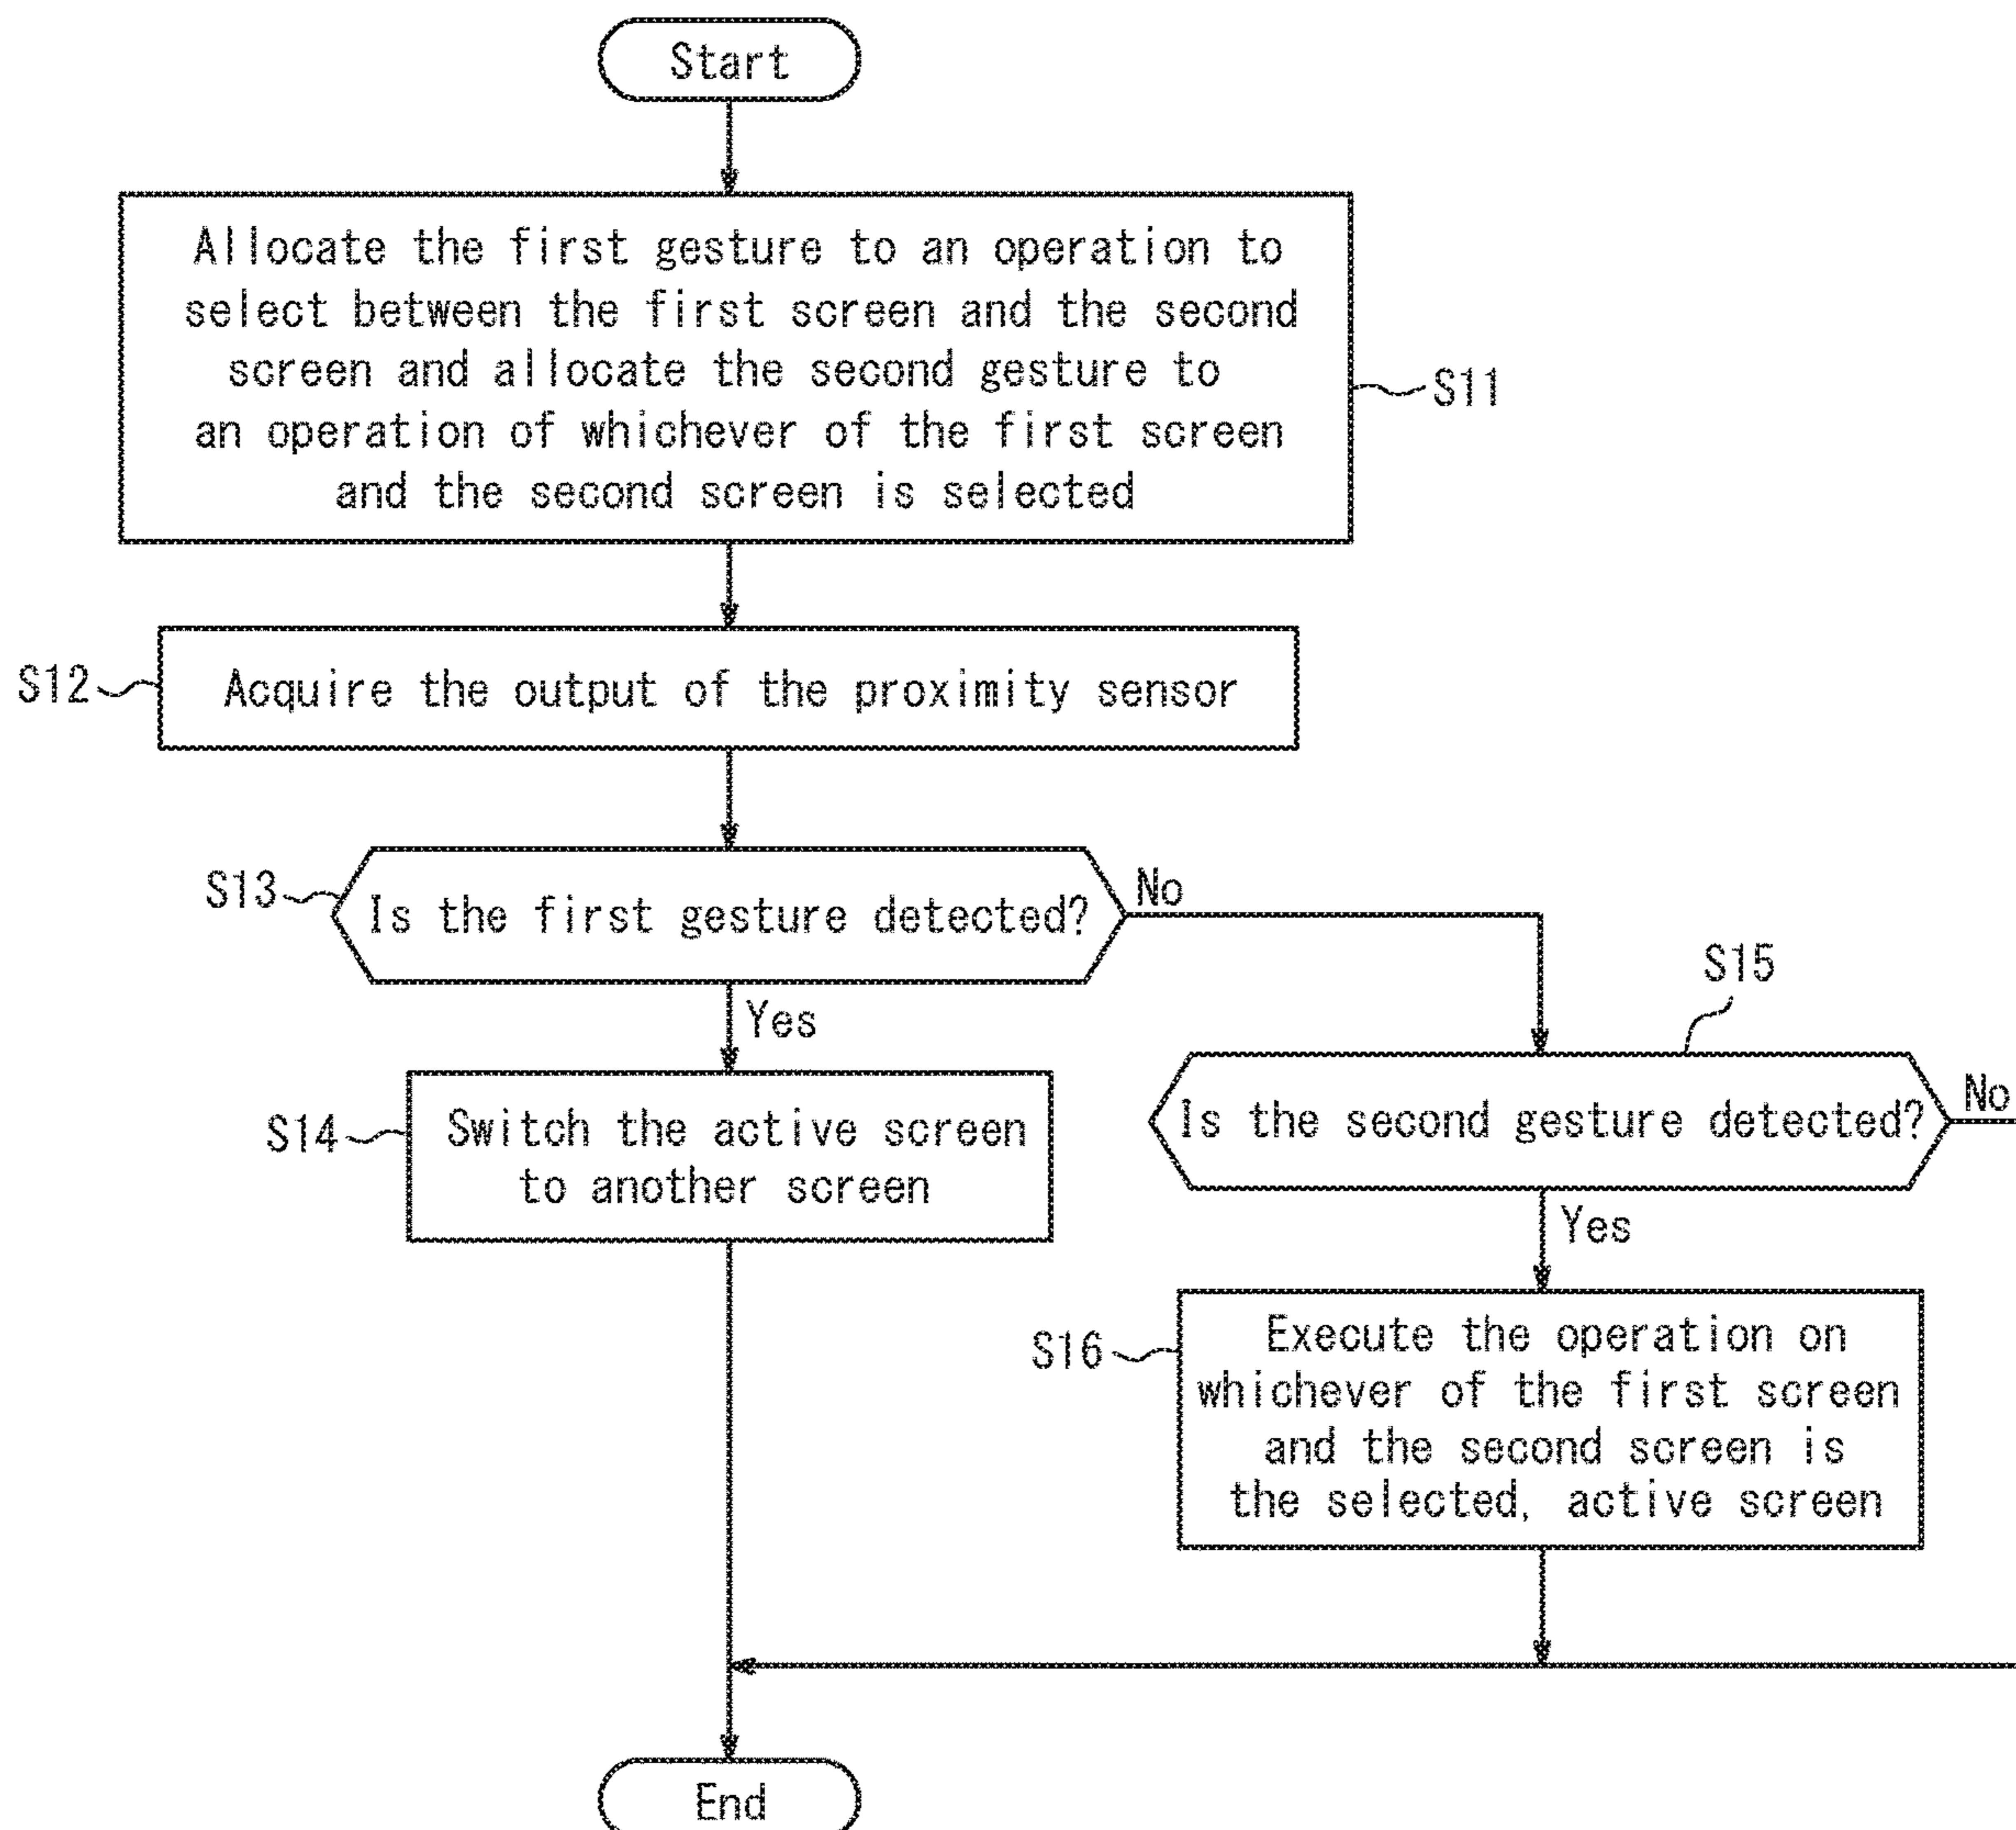 Start
Allocate the first gesture to an operation to
select between the first screen and the second
screen and allocate the second gesture to
an operation of whichever of the first screen
and the second screen is selected
S11
S12
Acquire the output of the proximity sensor
S13
Is the first gesture detected?
No
Yes
S14
Switch the active screen
to another screen
S15
Is the second gesture detected?
No
Yes
S16
Execute the operation on
whichever of the first screen
and the second screen is
the selected, active screen
End